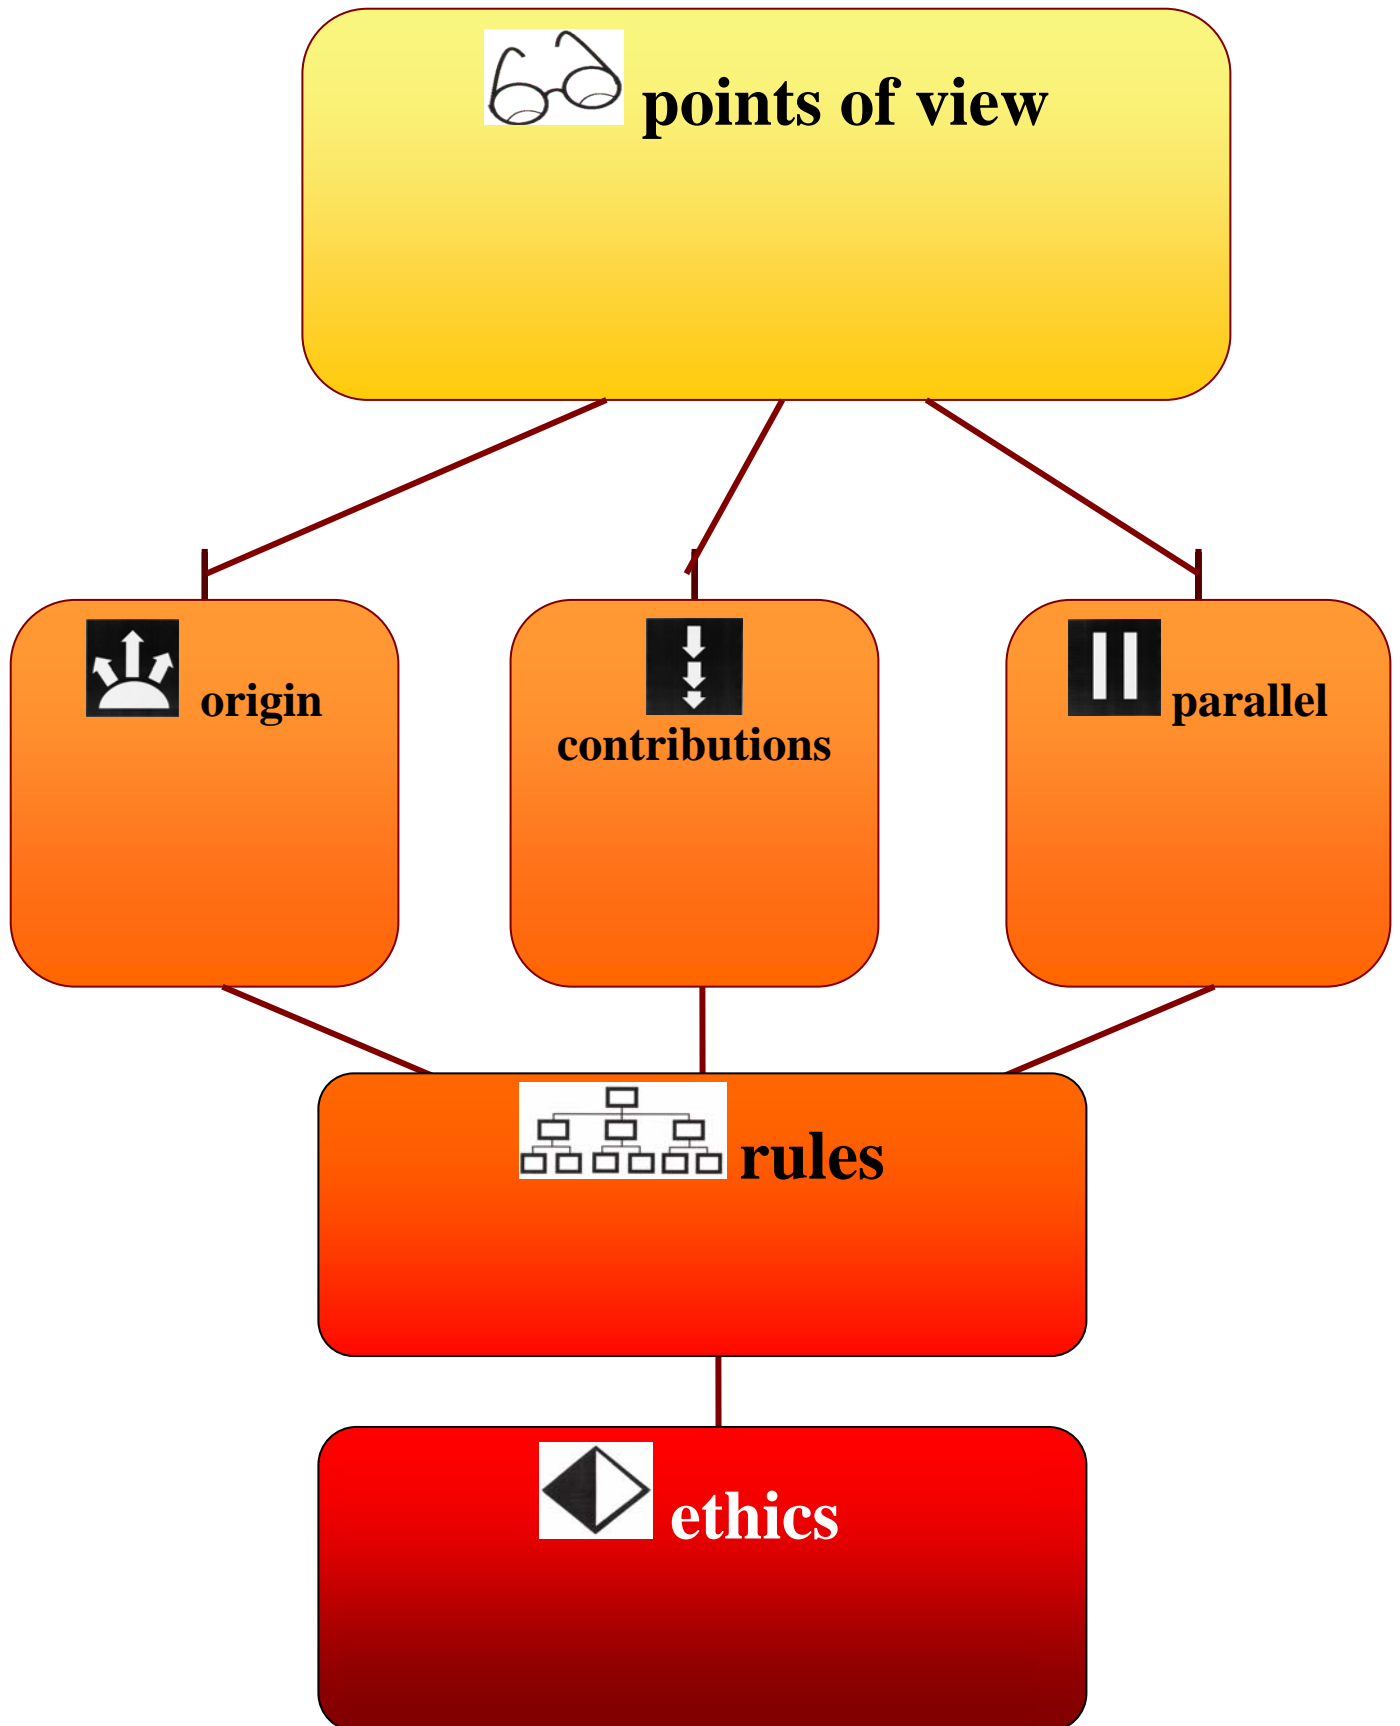 points of view
origin
contributions
parallel
rules
ethics